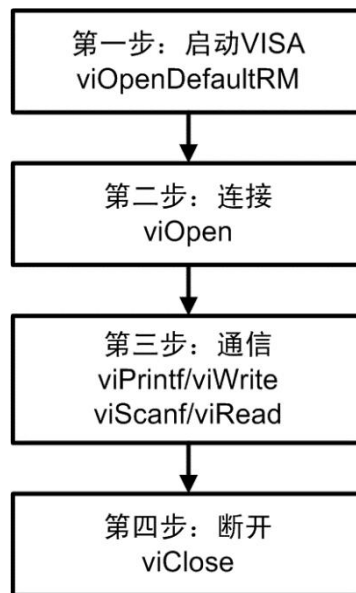 第一步：启动VISA
viOpenDefaultRM
第二步：连接
viOpen
第三步：通信
viPrintf/viWrite
viScanf/viRead
第四步：断开
viClose